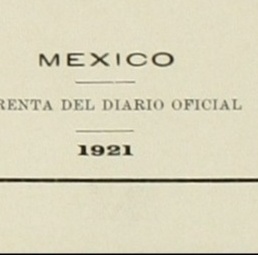 MEXICO
RENTA DEL DIARIO OFICIAL
1921